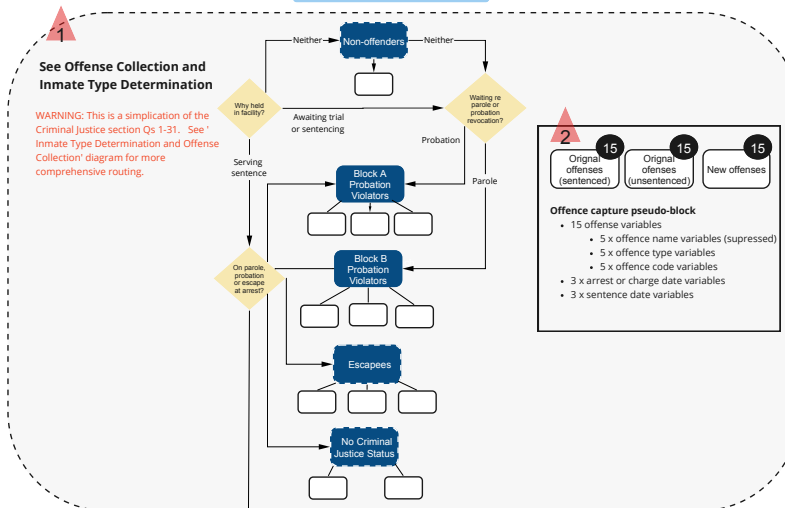 1
See Offense Collection and
Inmate Type Determination
WARNING: This is a simplication of the
Criminal Justice section Qs 1-31. See '
Inmate Type Determination and Offense
Collection' diagram for more
comprehensive routing.
Neither
Non-offenders
Neither
Why held
in facility?
Awaiting trial
or sentencing
Waiting re
parole or
probation
revocation?
Probation
Parole
Serving
sentence
Block A
Probation
Violators
Block B
Probation
Violators
On parole,
probation
or escape
at arrest?
Escapees
No Criminal
Justice Status
2
15
15
15
Orignal
offenses
(sentenced)
Orignal
offenses
(unsentenced)
New offenses
Offence capture pseudo-block
• 15 offense variables
• 5 x offence name variables (supressed)
• 5 x offence type variables
• 5 x offence code variables
• 3 x arrest or charge date variables
• 3 x sentence date variables